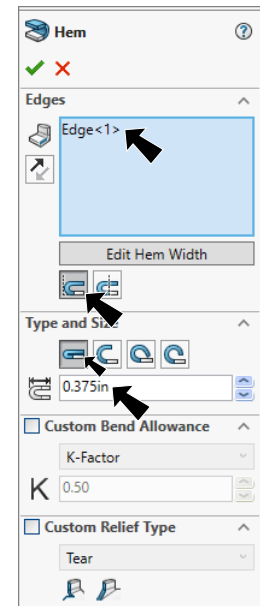 Hem
Edges
Edge<1>
Edit Hem Width
Type and Size
0.375in
Custom Bend Allowance
K-Factor
K 0.50
Custom Relief Type
Tear